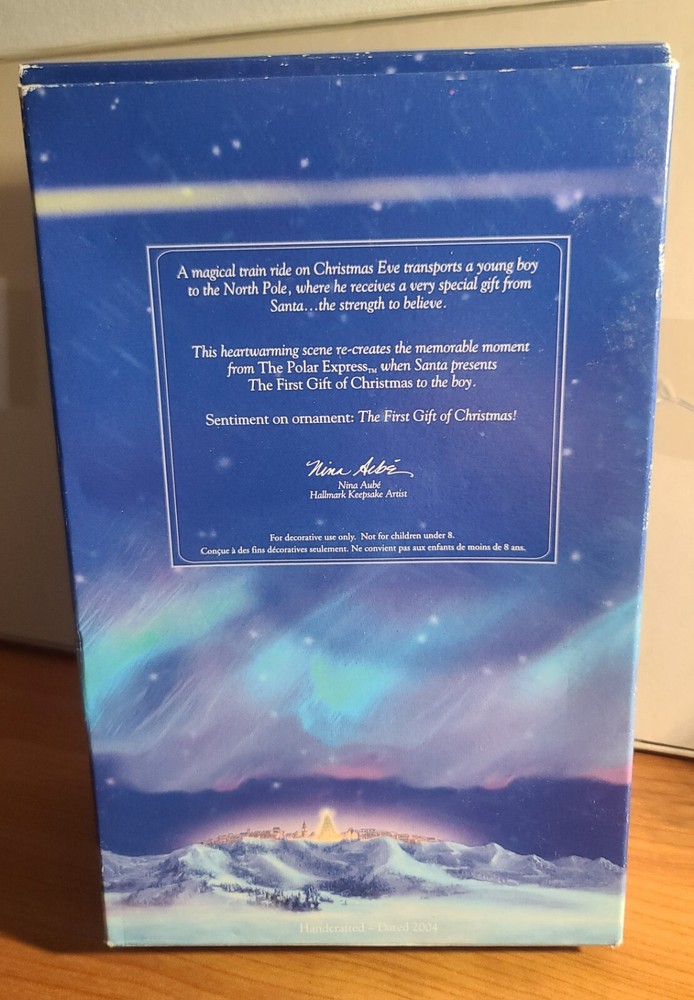 A magical train ride on Christmas Eve transports a young boy
to the North Pole, where he receives a very special gift from
Santa...the strength to believe.
This heartwarming scene re-creates the memorable moment
from The Polar Express™ when Santa presents
The First Gift of Christmas to the boy.
Sentiment on ornament: The First Gift of Christmas!
Nina Aubé
Nina Aubé
Hallmark Keepsake Artist
For decorative use only. Not for children under 8.
Conçue à des fins décoratives seulement. Ne convient pas aux enfants de moins de 8 ans.
Handcrafted – Dated 2004